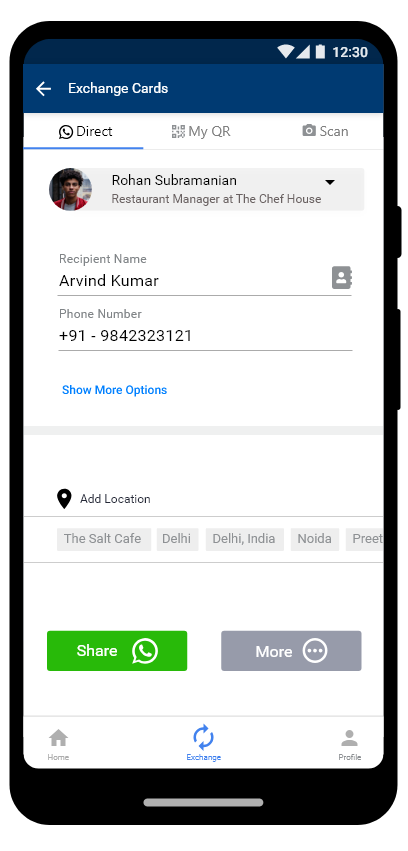 12:30
Exchange Cards
Direct My QR Scan
Rohan Subramanian
Restaurant Manager at The Chef House
Recipient Name
Arvind Kumar
Phone Number
+91 - 9842323121
Show More Options
Add Location
The Salt Cafe Delhi Delhi, India Noida Preet
Share More
Home Exchange Profile